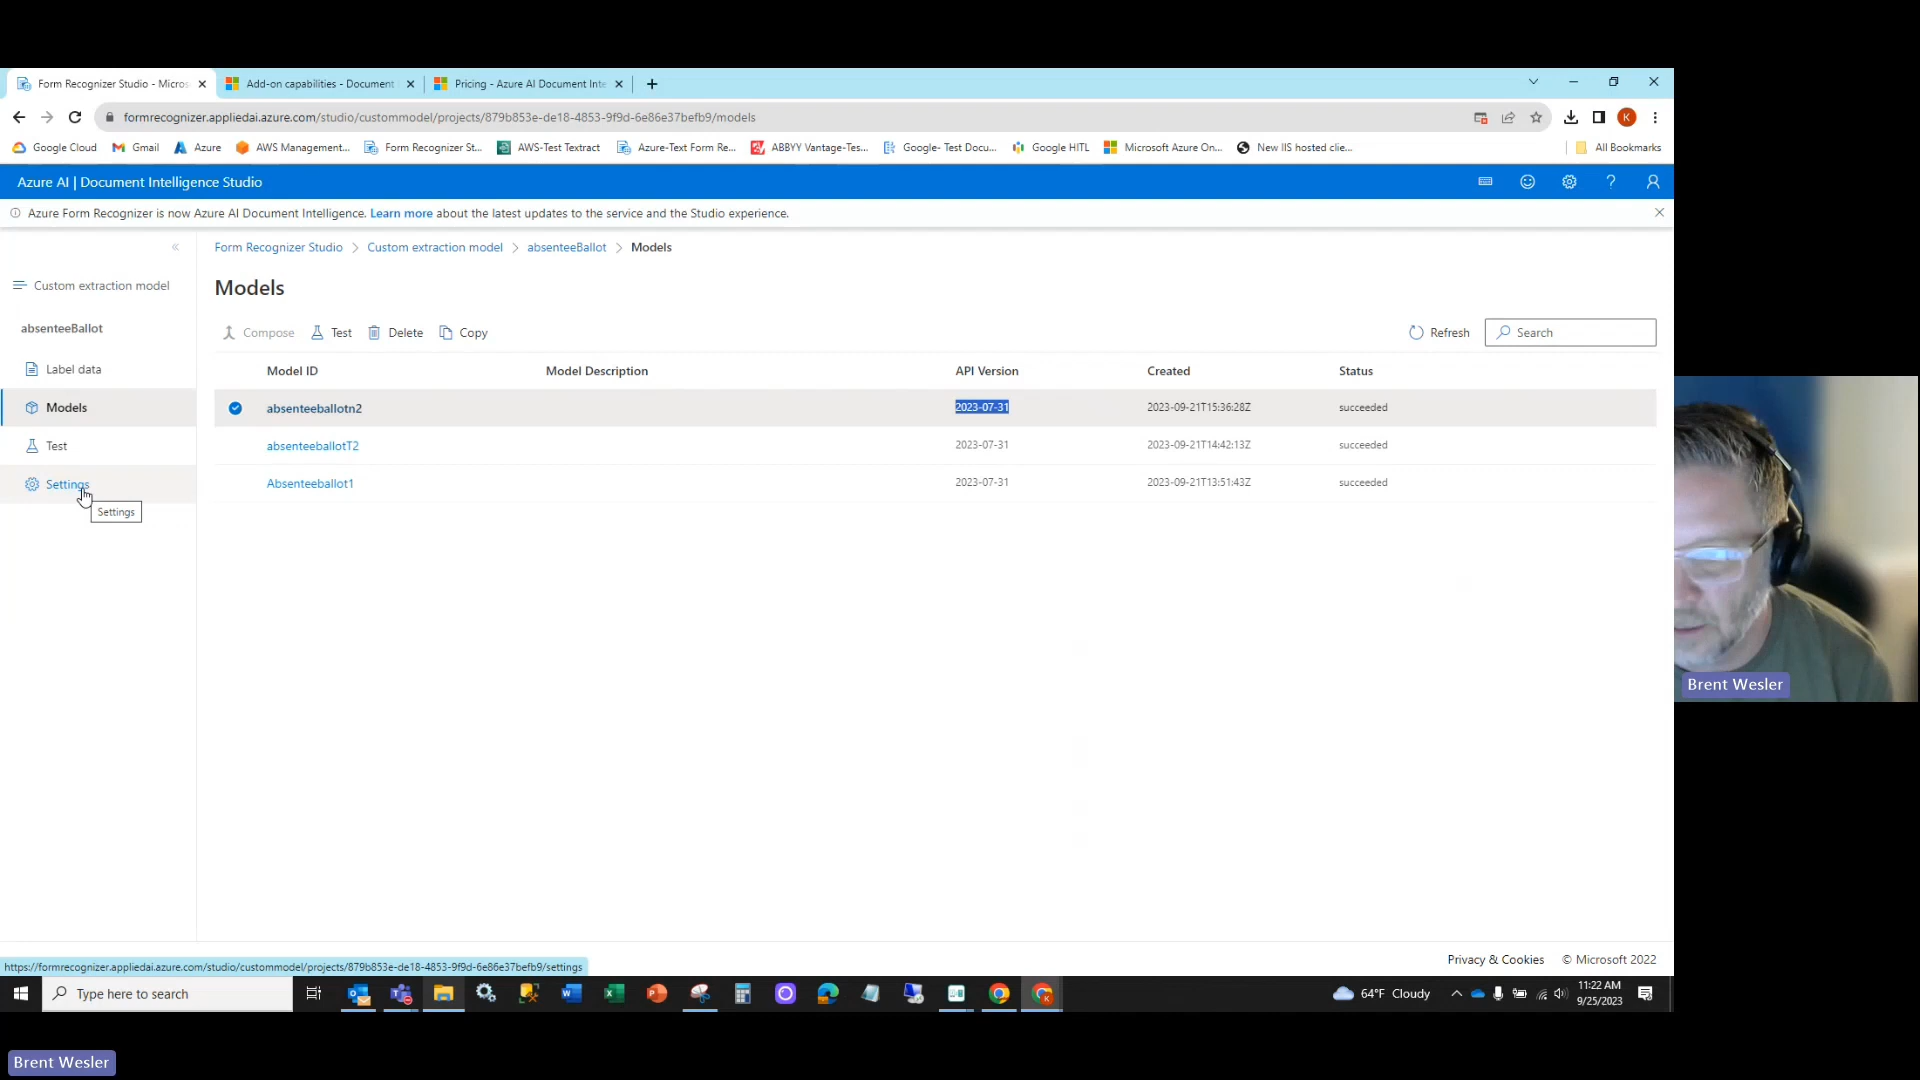 Form Recognizer Studio - Micros
Add-on capabilities - Document
Pricing - Azure AI Document Inte
formrecognizer.appliedai.azure.com/studio/custommodel/projects/879b853e-de18-4853-9f9d-6e86e37befb9/models
K
Google Cloud
Gmail
Azure
AWS Management...
Form Recognizer St...
AWS-Test Textract
Azure-Text Form Re...
ABBYY Vantage-Tes...
Google- Test Docu...
Google HITL
Microsoft Azure On...
New IIS hosted clie...
All Bookmarks
Azure AI | Document Intelligence Studio
Azure Form Recognizer is now Azure AI Document Intelligence. Learn more about the latest updates to the service and the Studio experience.
Form Recognizer Studio > Custom extraction model > absenteeBallot > Models
Custom extraction model
absenteeBallot
Label data
Models
Test
Settings
Settings
Models
Compose
Test
Delete
Copy
Refresh
Search
Model ID Model Description API Version Created Status
absenteeballotn2 2023-07-31 2023-09-21T15:36:28Z succeeded
absenteeballotT2 2023-07-31 2023-09-21T14:42:13Z succeeded
Absenteeballot1 2023-07-31 2023-09-21T13:51:43Z succeeded
Brent Wesler
Privacy & Cookies © Microsoft 2022
https://formrecognizer.appliedai.azure.com/studio/custommodel/projects/879b853e-de18-4853-9f9d-6e86e37befb9/settings
Type here to search
64°F Cloudy
11:22 AM
9/25/2023
Brent Wesler